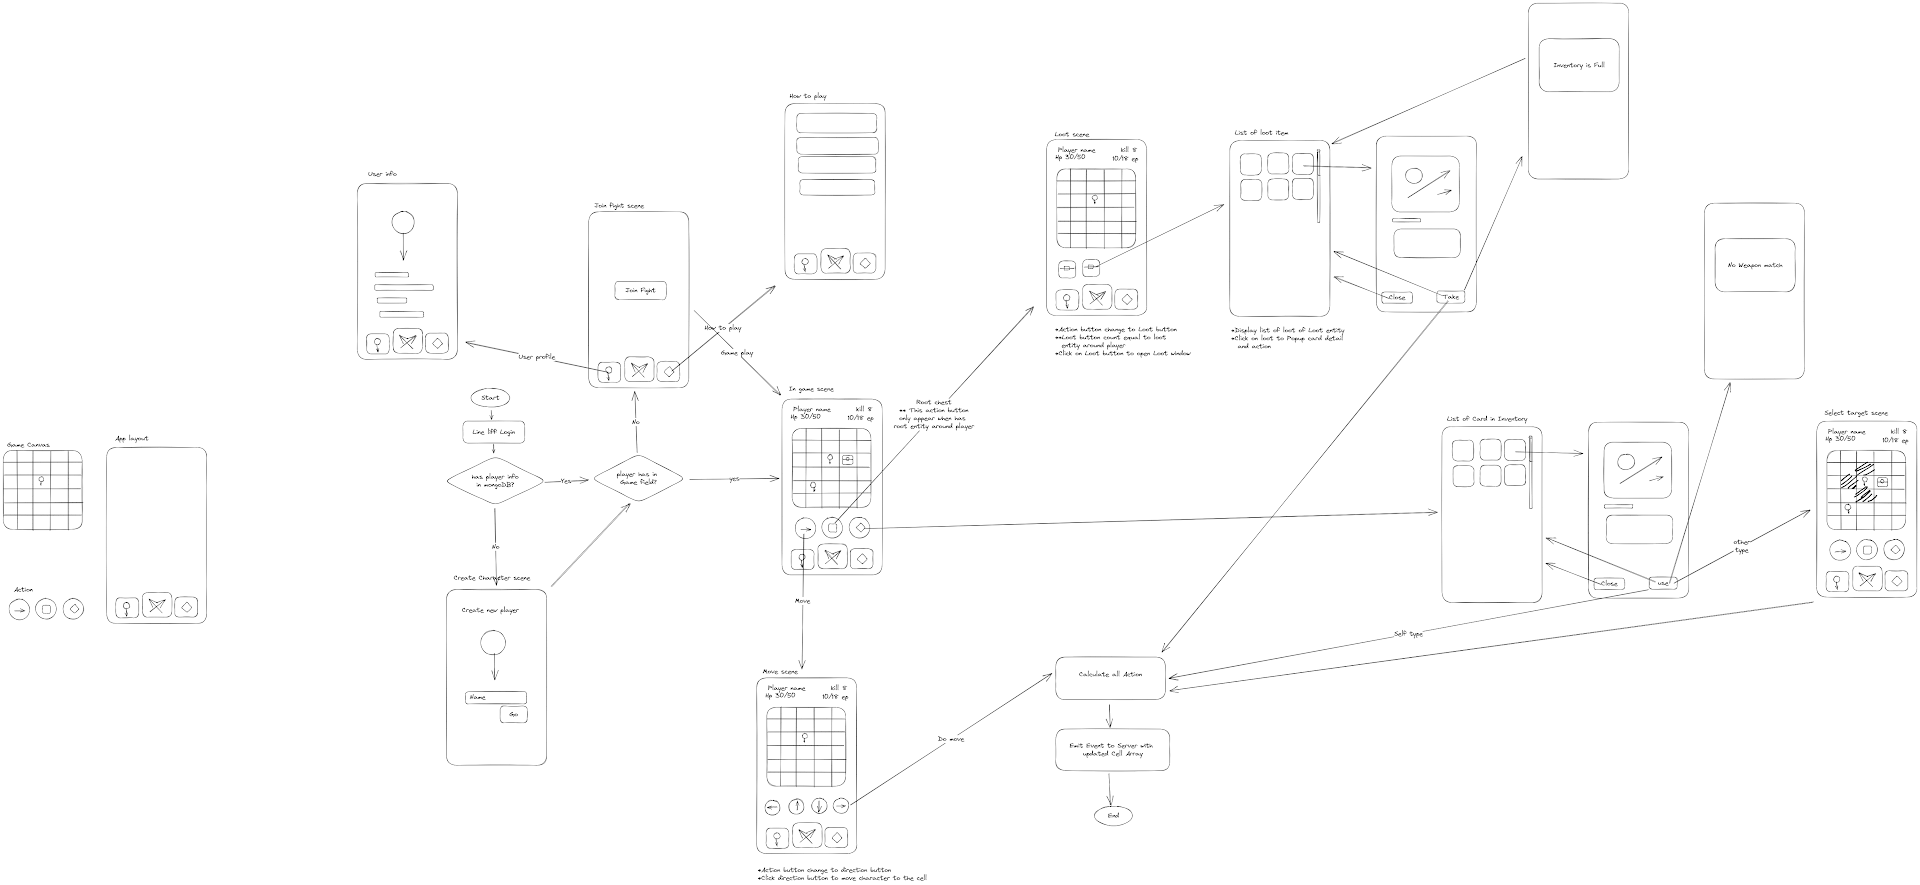 Inventory is Full
How to play
Loot scene
Player name
kill 8
Hp 30/50
10/18 ep
*Action button change to Loot button
**Loot button count equal to loot
entity around player
*Click on Loot button to open Loot window
List of loot item
*Display list of loot of Loot entity
*Click on loot to Popup card detail
and action
Close
Take
No Weapon match
User info
Join fight scene
Join Fight
User profile
How to play
Game play
Start
Line liff Login
has player info
in mongoDB?
Yes
No
player has in
Game field?
No
yes
In game scene
Player name
kill 8
Hp 30/50
10/18 ep
Root chest
** This action button
only appear when has
root entity around player
Move
Game Canvas
App layout
Action
Create Character scene
Create new player
Name
Go
Move scene
Player name
kill 8
Hp 30/50
10/18 ep
*Action button change to direction button
*Click direction button to move character to the cell
Do move
List of Card in Inventory
Close
use
other
type
Self type
Select target scene
Player name
kill 8
Hp 30/50
10/18 ep
Calculate all Action
Emit Event to Server with
updated Cell Array
End